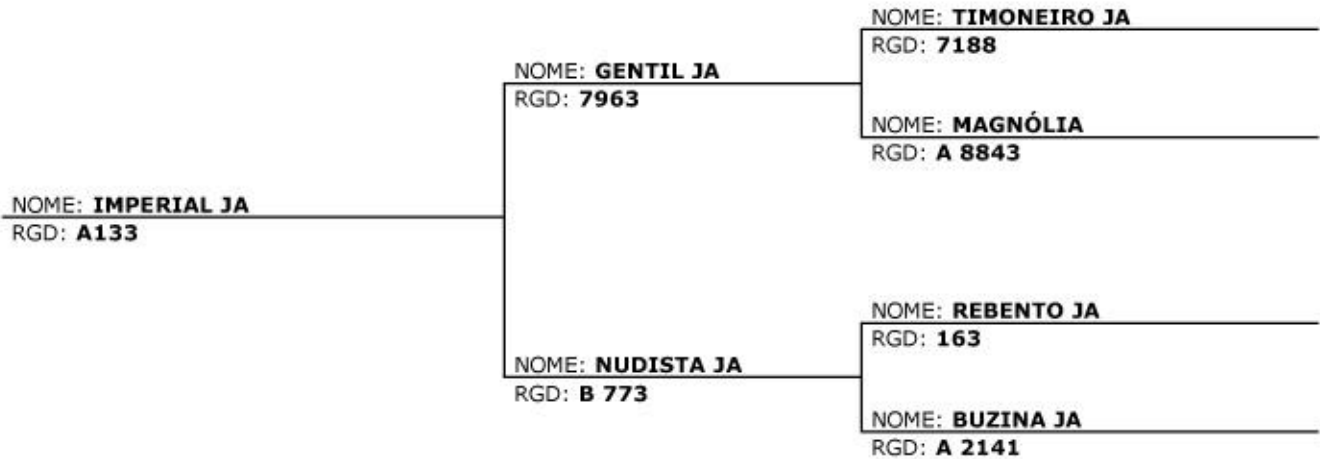 NOME: TIMONEIRO JA
RGD: 7188
NOME: GENTIL JA
RGD: 7963
NOME: MAGNÓLIA
RGD: A 8843
NOME: IMPERIAL JA
RGD: A133
NOME: REBENTO JA
RGD: 163
NOME: NUDISTA JA
RGD: B 773
NOME: BUZINA JA
RGD: A 2141